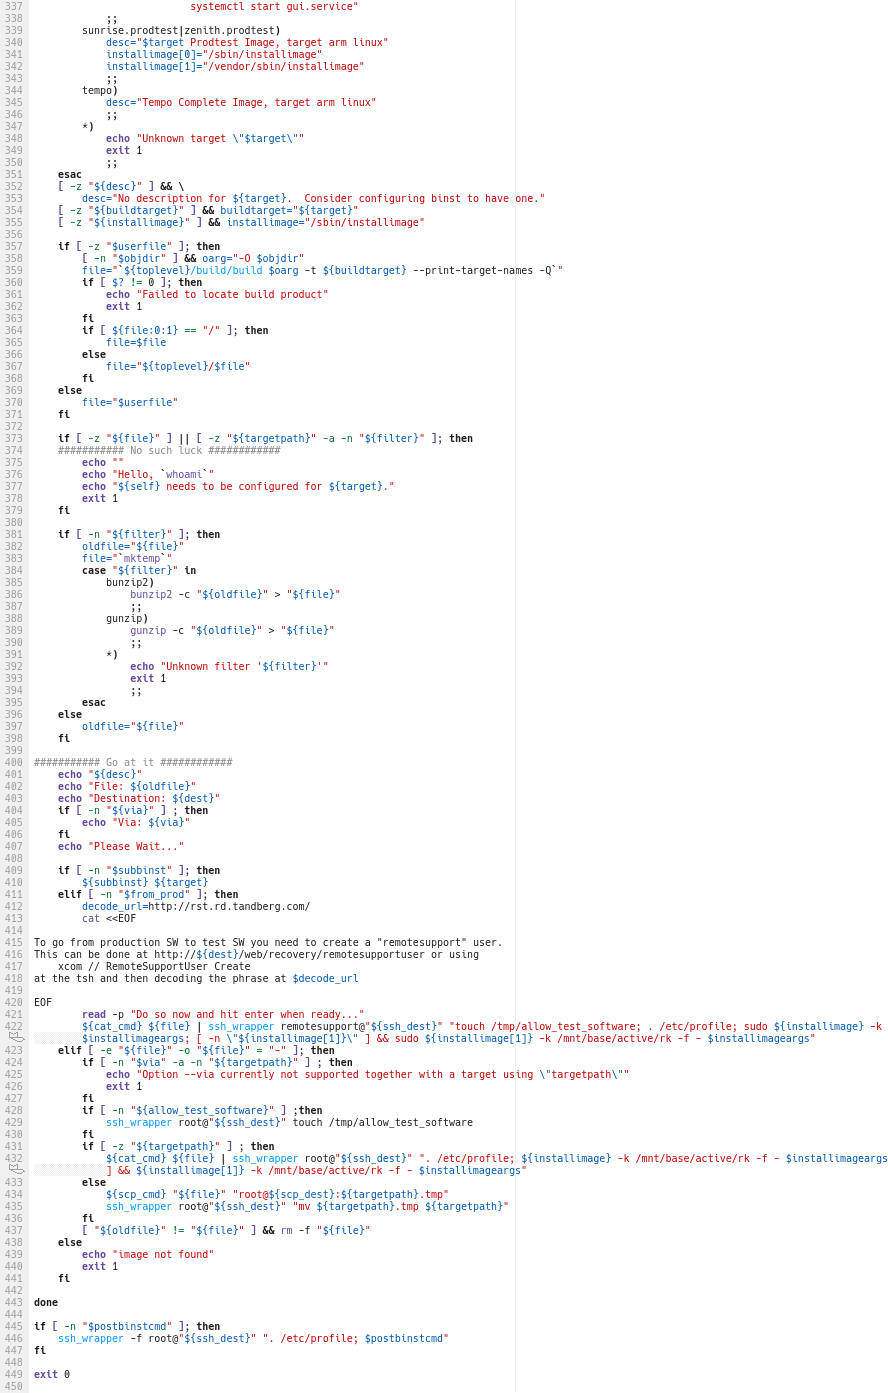 337                            systemctl start gui.service"
338              ;;
339          sunrise.prodtest|zenith.prodtest)
340              desc="$target Prodtest Image, target arm linux"
341              installimage[0]="/sbin/installimage"
342              installimage[1]="/vendor/sbin/installimage"
343              ;;
344          tempo)
345              desc="Tempo Complete Image, target arm linux"
346              ;;
347          *)
348              echo "Unknown target \"$target\""
349              exit 1
350              ;;
351      esac
352      [ -z "${desc}" ] && \
353          desc="No description for ${target}.  Consider configuring binst to have one."
354      [ -z "${buildtarget}" ] && buildtarget="${target}"
355      [ -z "${installimage}" ] && installimage="/sbin/installimage"
356
357      if [ -z "$userfile" ]; then
358          [ -n "$objdir" ] && oarg="-O $objdir"
359          file="`${toplevel}/build/build $oarg -t ${buildtarget} --print-target-names -Q`"
360          if [ $? != 0 ]; then
361              echo "Failed to locate build product"
362              exit 1
363          fi
364          if [ ${file:0:1} == "/" ]; then
365              file=$file
366          else
367              file="${toplevel}/$file"
368          fi
369      else
370          file="$userfile"
371      fi
372
373      if [ -z "${file}" ] || [ -z "${targetpath}" -a -n "${filter}" ]; then
374      ########### No such luck ############
375          echo ""
376          echo "Hello, `whoami`"
377          echo "${self} needs to be configured for ${target}."
378          exit 1
379      fi
380
381      if [ -n "${filter}" ]; then
382          oldfile="${file}"
383          file="`mktemp`"
384          case "${filter}" in
385              bunzip2)
386                  bunzip2 -c "${oldfile}" > "${file}"
387                  ;;
388              gunzip)
389                  gunzip -c "${oldfile}" > "${file}"
390                  ;;
391              *)
392                  echo "Unknown filter '${filter}'"
393                  exit 1
394                  ;;
395          esac
396      else
397          oldfile="${file}"
398      fi
399
400  ########### Go at it ############
401      echo "${desc}"
402      echo "File: ${oldfile}"
403      echo "Destination: ${dest}"
404      if [ -n "${via}" ] ; then
405          echo "Via: ${via}"
406      fi
407      echo "Please Wait..."
408
409      if [ -n "$subbinst" ]; then
410          ${subbinst} ${target}
411      elif [ -n "$from_prod" ]; then
412          decode_url=http://rst.rd.tandberg.com/
413          cat <<EOF
414
415  To go from production SW to test SW you need to create a "remotesupport" user.
416  This can be done at http://${dest}/web/recovery/remotesupportuser or using
417      xcom // RemoteSupportUser Create
418  at the tsh and then decoding the phrase at $decode_url
419
420  EOF
421          read -p "Do so now and hit enter when ready..."
422          ${cat_cmd} ${file} | ssh_wrapper remotesupport@"${ssh_dest}" "touch /tmp/allow_test_software; . /etc/profile; sudo ${installimage} -k
$installimageargs; [ -n \"${installimage[1]}\" ] && sudo ${installimage[1]} -k /mnt/base/active/rk -f - $installimageargs"
423      elif [ -e "${file}" -o "${file}" = "-" ]; then
424          if [ -n "$via" -a -n "${targetpath}" ] ; then
425              echo "Option --via currently not supported together with a target using \"targetpath\""
426              exit 1
427          fi
428          if [ -n "${allow_test_software}" ] ;then
429              ssh_wrapper root@"${ssh_dest}" touch /tmp/allow_test_software
430          fi
431          if [ -z "${targetpath}" ] ; then
432              ${cat_cmd} ${file} | ssh_wrapper root@"${ssh_dest}" ". /etc/profile; ${installimage} -k /mnt/base/active/rk -f - $installimageargs
] && ${installimage[1]} -k /mnt/base/active/rk -f - $installimageargs"
433          else
434              ${scp_cmd} "${file}" "root@${scp_dest}:${targetpath}.tmp"
435              ssh_wrapper root@"${ssh_dest}" "mv ${targetpath}.tmp ${targetpath}"
436          fi
437          [ "${oldfile}" != "${file}" ] && rm -f "${file}"
438      else
439          echo "image not found"
440          exit 1
441      fi
442
443  done
444
445  if [ -n "$postbinstcmd" ]; then
446      ssh_wrapper -f root@"${ssh_dest}" ". /etc/profile; $postbinstcmd"
447  fi
448
449  exit 0
450